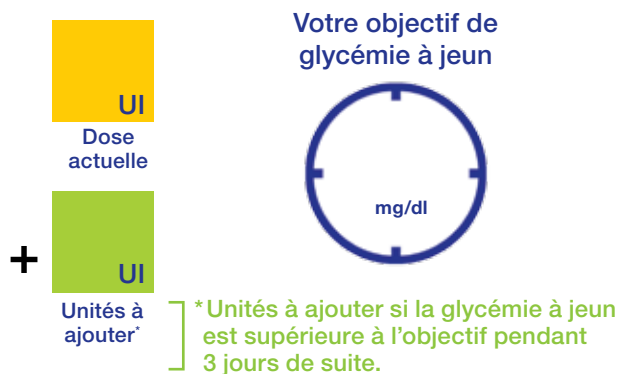 UI
Dose
actuelle
+
UI
Unités à
ajouter*
Votre objectif de
glycémie à jeun
mg/dl
*Unités à ajouter si la glycémie à jeun
est supérieure à l'objectif pendant
3 jours de suite.